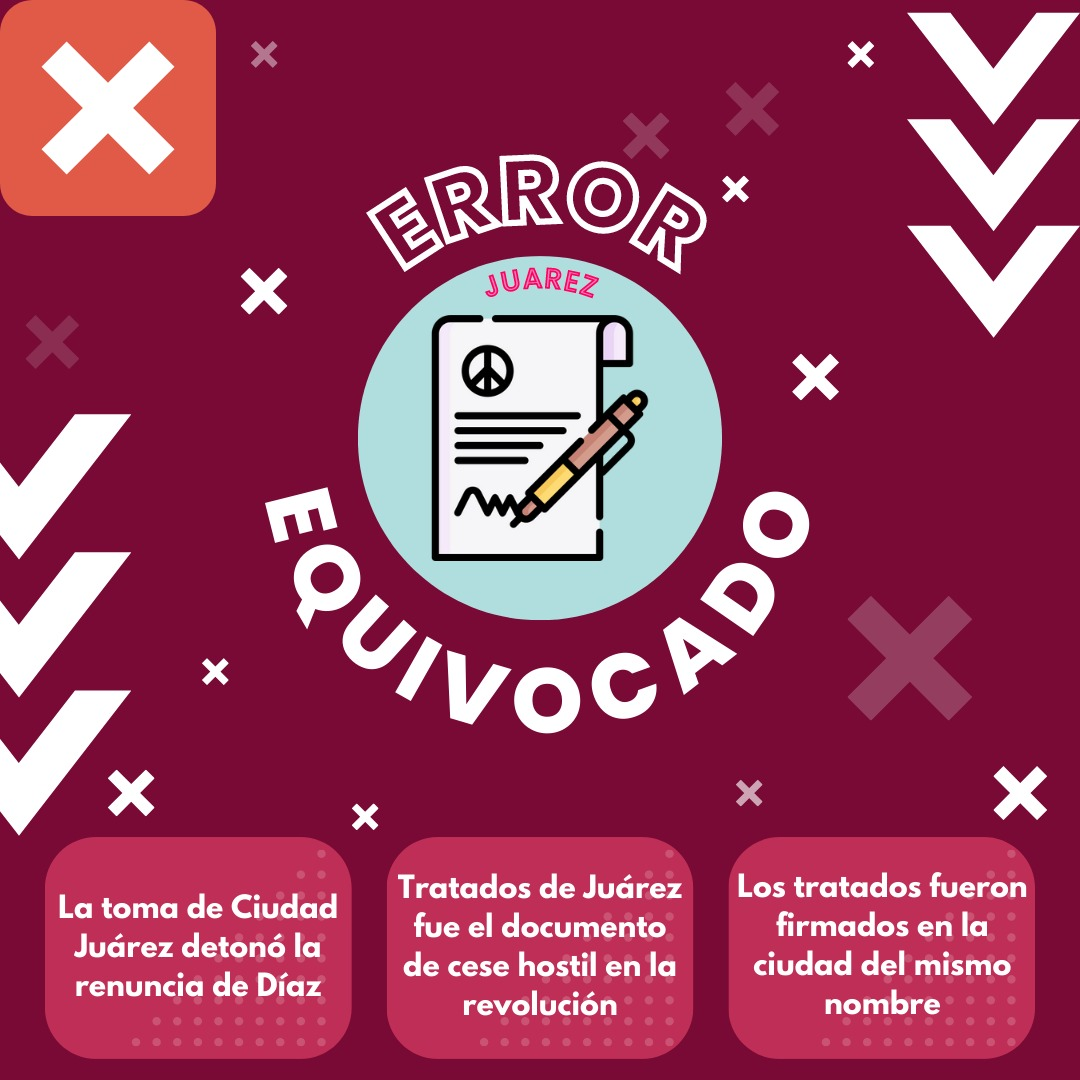 ERROR
JUAREZ
EQUIVOCADO
La toma de Ciudad
Juárez detonó la
renuncia de Díaz
Tratados de Juárez
fue el documento
de cese hostil en la
revolución
Los tratados fueron
firmados en la
ciudad del mismo
nombre